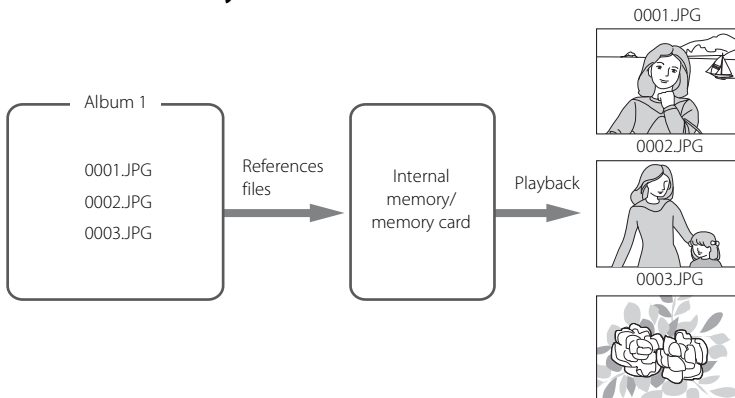 Album 1
0001.JPG
0002.JPG
0003.JPG
References
files
Internal
memory/
memory card
Playback
0001.JPG
0002.JPG
0003.JPG